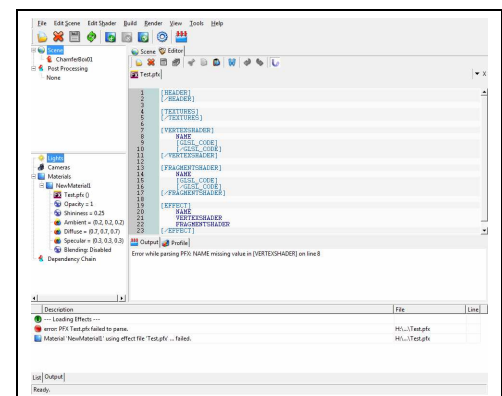 File Edit Scene Edit Shader Build Render View Tools Help
Scene
ChamferBox01
Post Processing
None
Lights
Cameras
Materials
NewMaterial1
Test.pfx ()
Opacity = 1
Shininess = 0.25
Ambient = (0.2, 0.2, 0.2)
Diffuse = (0.7, 0.7, 0.7)
Specular = (0.3, 0.3, 0.3)
Blending: Disabled
Dependency Chain
Scene Editor
Test.pfx
X
1 [HEADER]
2 [/HEADER]
3
4 [TEXTURES]
5 [/TEXTURES]
6
7 [VERTEXSHADER]
8 NAME
9 [GLSL_CODE]
10 [/GLSL_CODE]
11 [/VERTEXSHADER]
12
13 [FRAGMENTSHADER]
14 NAME
15 [GLSL_CODE]
16 [/GLSL_CODE]
17 [/FRAGMENTSHADER]
18
19 [EFFECT]
20 NAME
21 VERTEXSHADER
22 FRAGMENTSHADER
23 [/EFFECT]
Output Profile
Error while parsing PFX: NAME missing value in [VERTEXSHADER] on line 8
Description File Line
--- Loading Effects ---
error: PFX Test.pfx failed to parse. H:\...\Test.pfx
Material 'NewMaterial1' using effect file 'Test.pfx' ... failed. H:\...\Test.pfx
List Output
Ready.